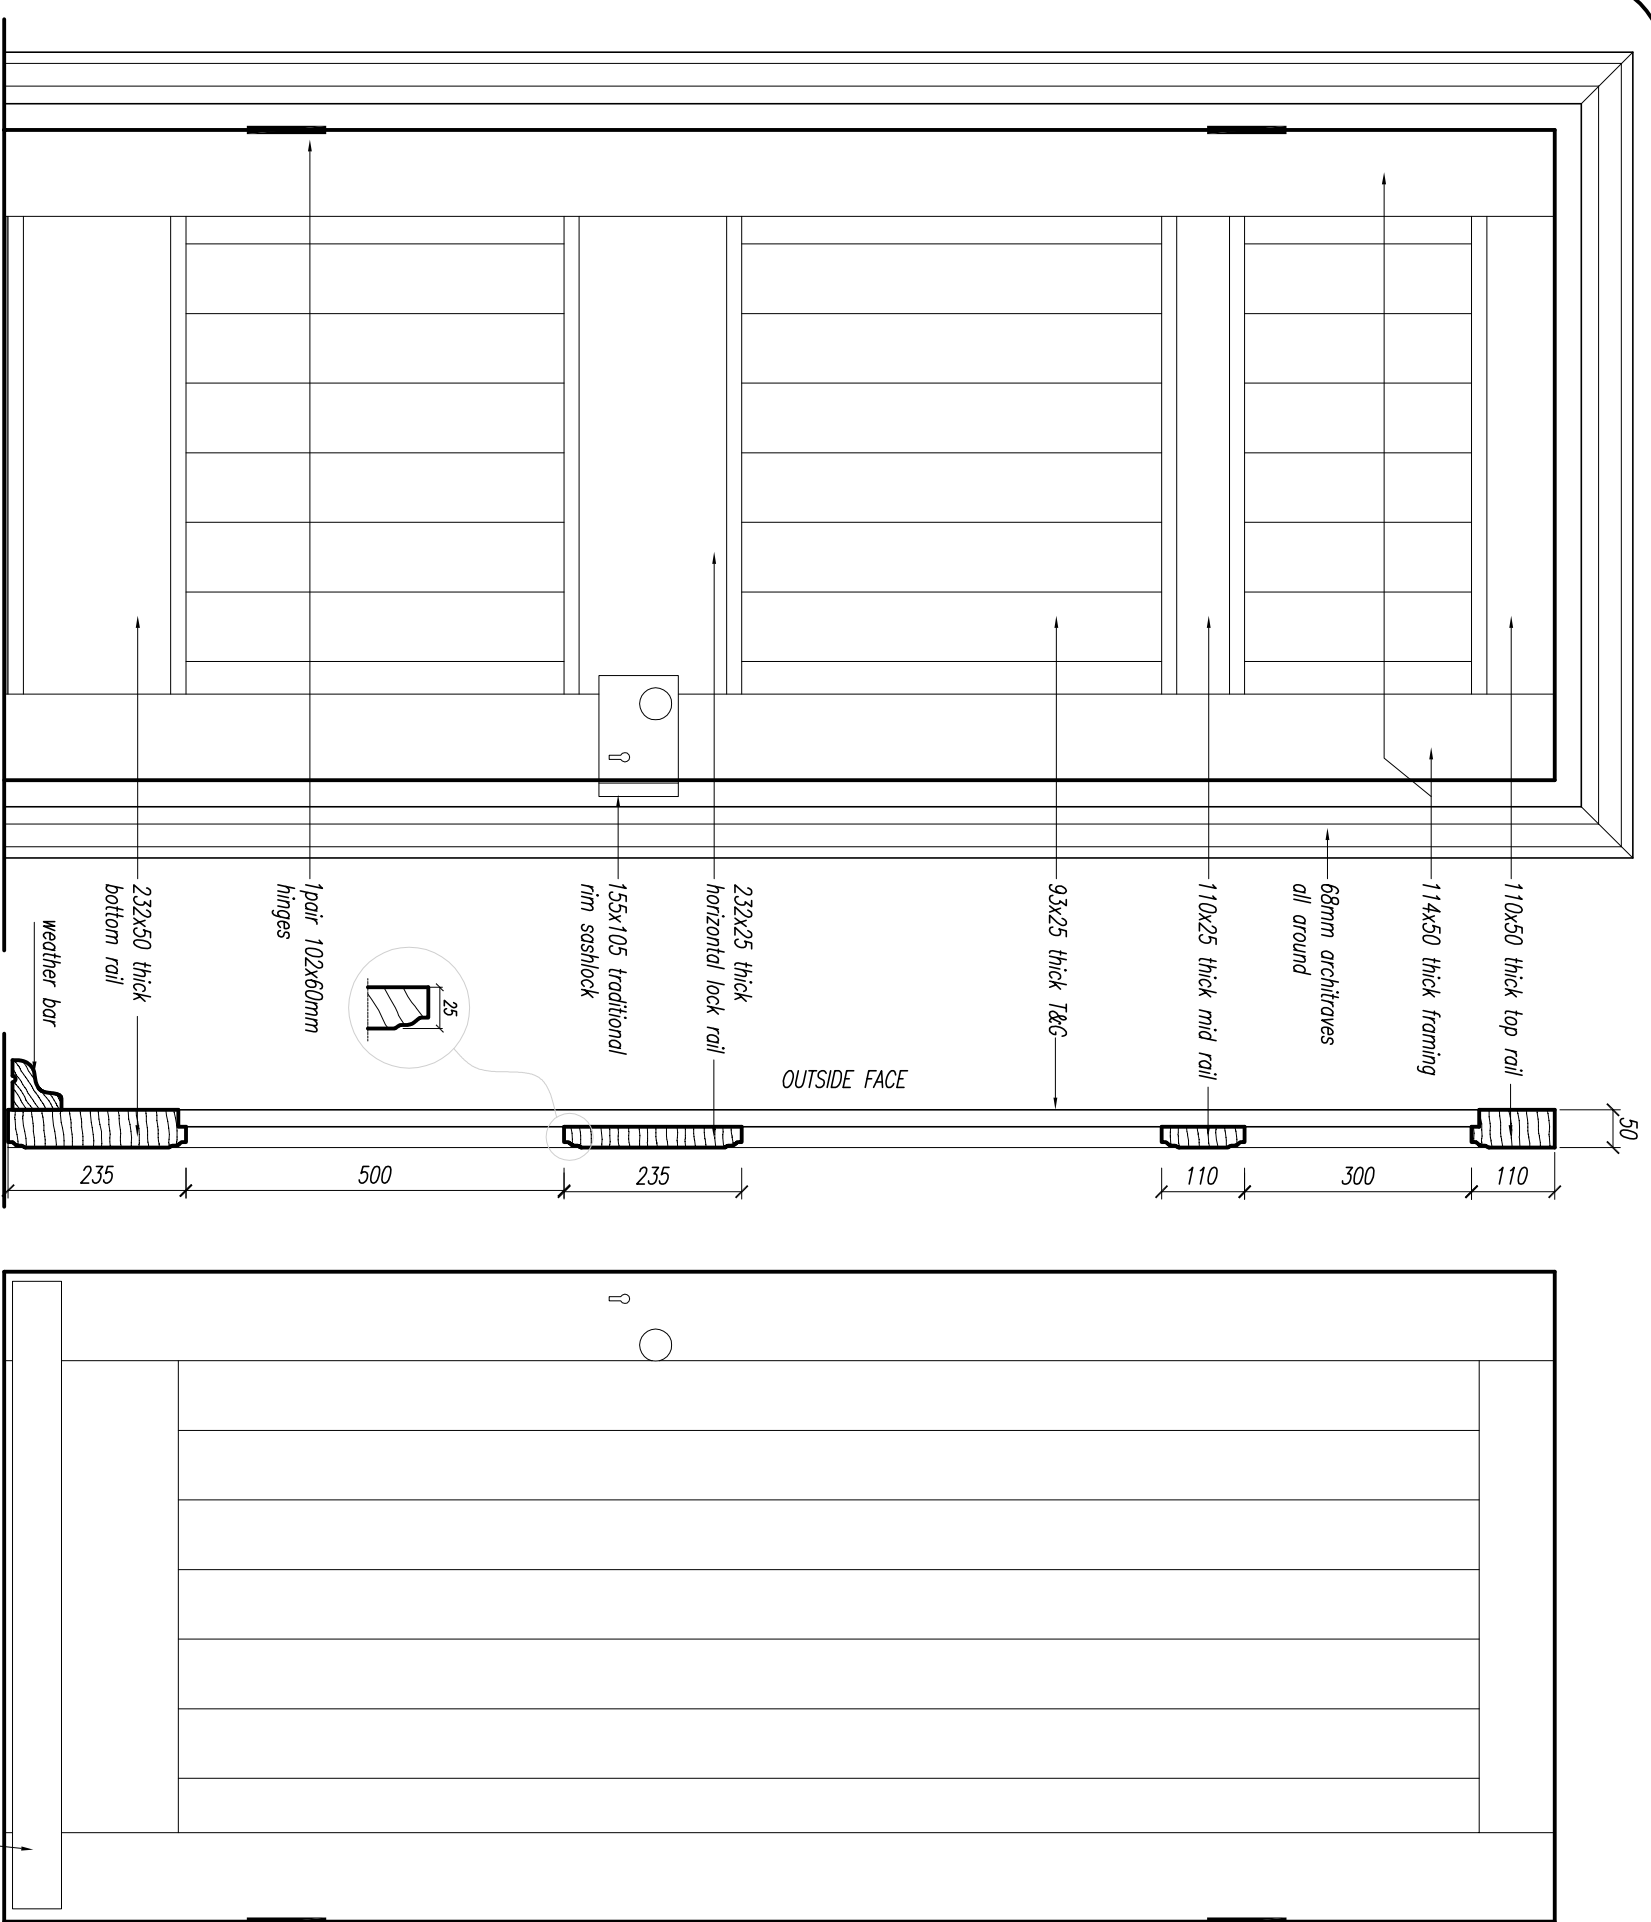 110x50 thick top rail
114x50 thick framing
68mm architraves
all around
110x25 thick mid rail
93x25 thick T&G
232x25 thick
horizontal lock rail
155x105 traditional
rim sashlock
1pair 102x60mm
hinges
232x50 thick
bottom rail
weather bar
25
OUTSIDE FACE
50
110
300
110
235
500
235